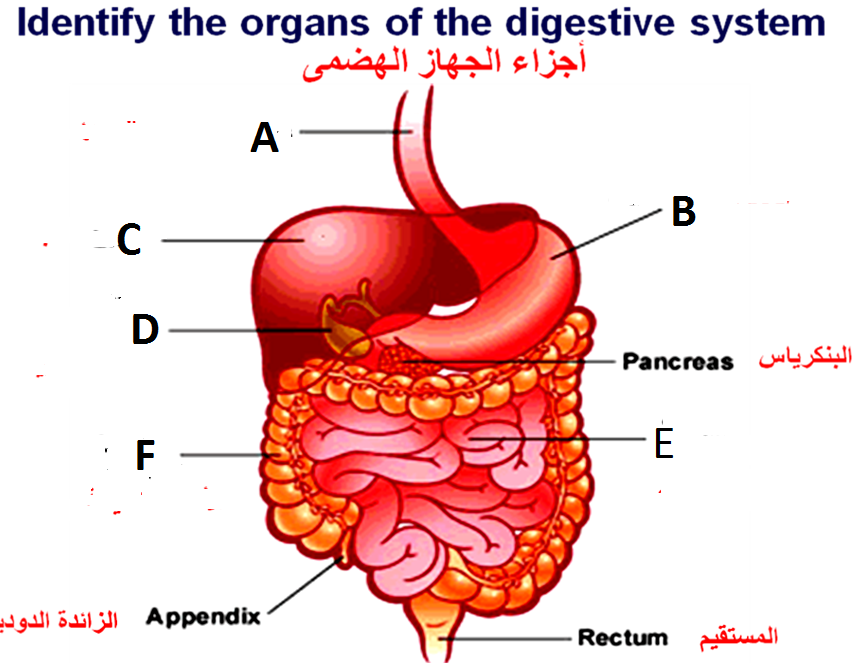 Identify the organs of the digestive system
أجزاء الجهاز الهضمى
A
B
C
D
Pancreas البنكرياس
E
F
الزائدة الدودي Appendix
Rectum المستقيم